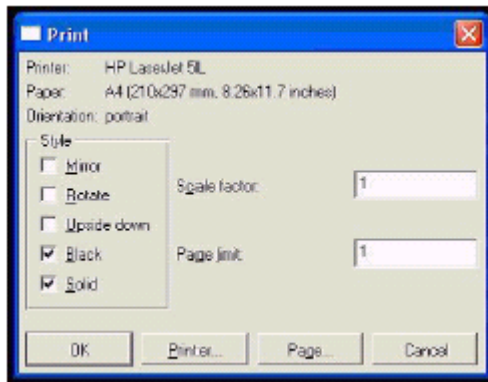 Print
Printer: HP LaserJet 5L
Paper: A4 (210x297 mm, 8.26x11.7 inches)
Orientation: portrait
Style
Mirror
Rotate
Upside down
Black
Solid
Scale factor: 1
Page limit: 1
OK Printer... Page... Cancel